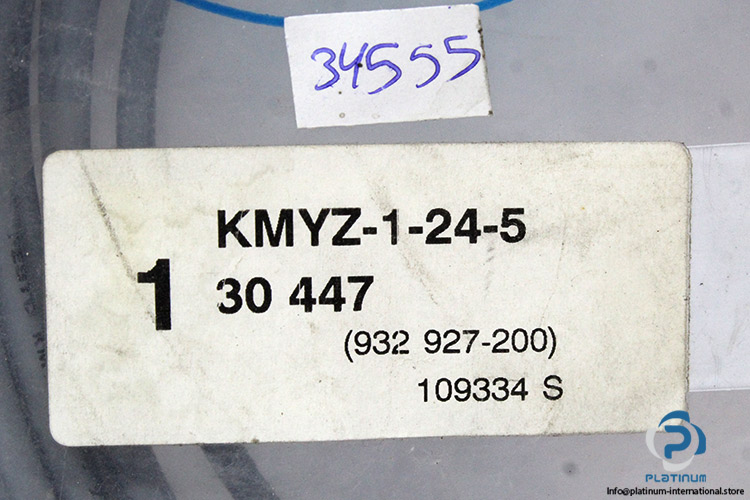 34555
KMYZ-1-24-5
1 30 447
(932 927-200)
109334 S
P
PLATINUM
Info@platinum-international.store